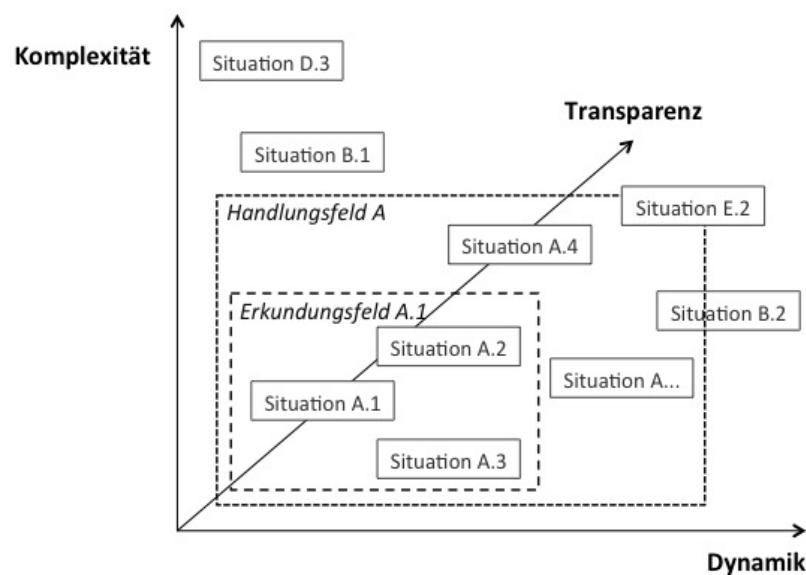 Komplexität
Situation D.3
Transparenz
Situation B.1
Handlungsfeld A
Situation E.2
Situation A.4
Erkundungsfeld A.1
Situation B.2
Situation A.2
Situation A...
Situation A.1
Situation A.3
Dynamik